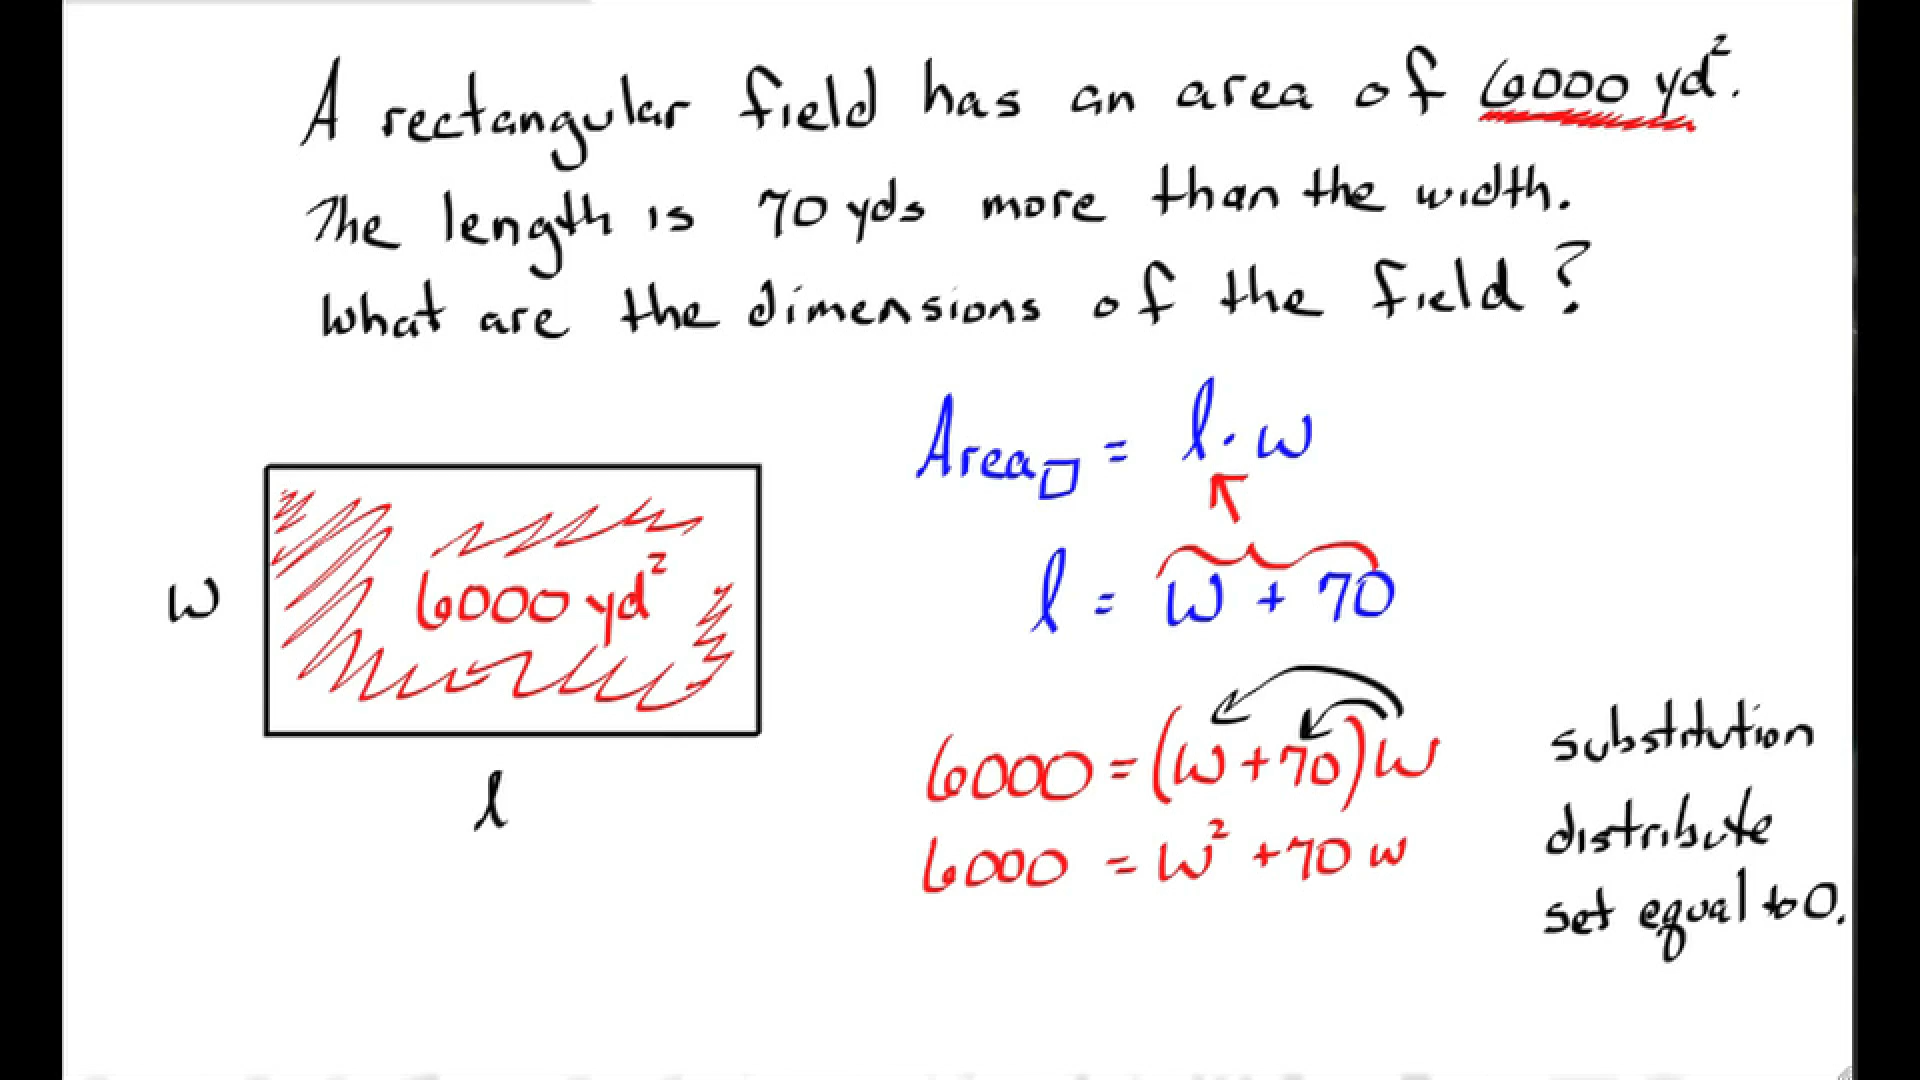 A rectangular field has an area of 6000 yd².
The length is 70 yds more than the width.
What are the dimensions of the field?
Area▱ = l · w
6000 yd²
w
l = w + 70
6000 = (w + 70) w
substitution
l
6000 = w² + 70 w
distribute
set equal to 0.